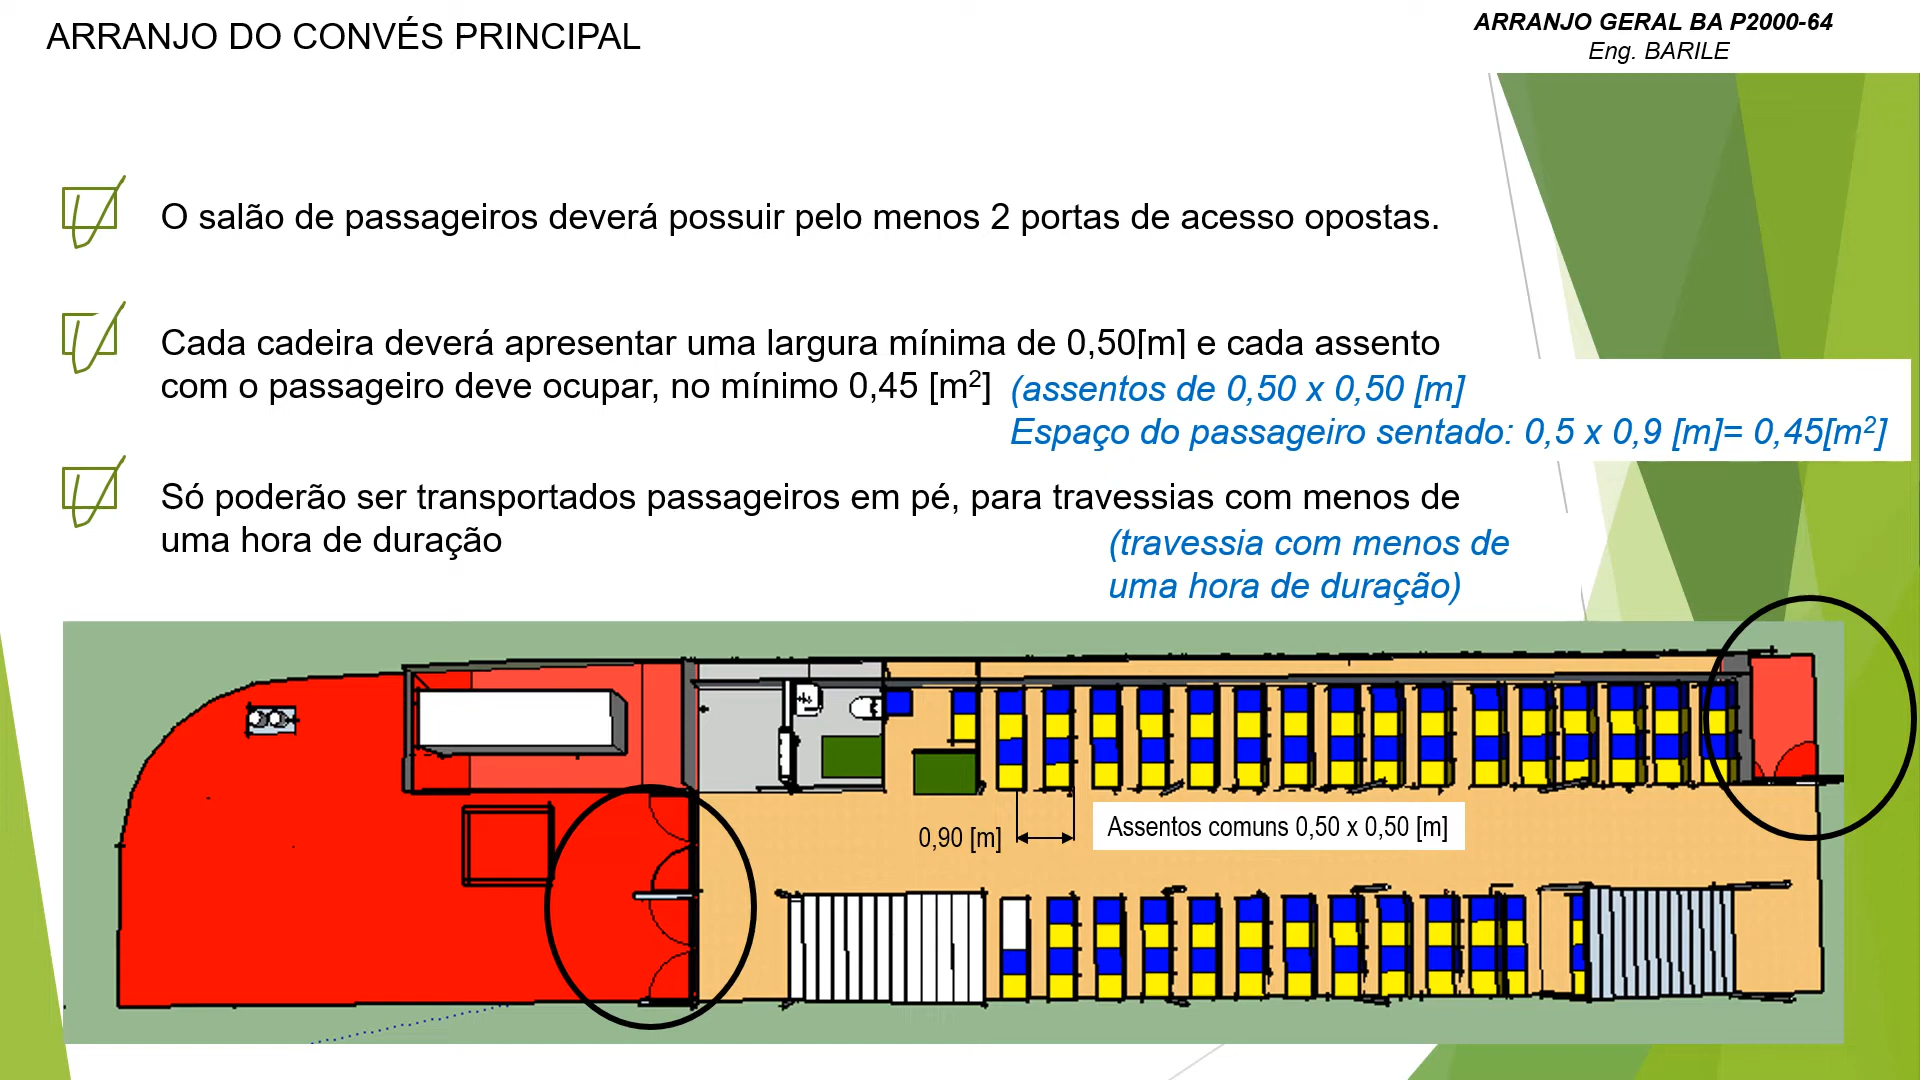 ARRANJO DO CONVÉS PRINCIPAL
ARRANJO GERAL BA P2000-64
Eng. BARILE
O salão de passageiros deverá possuir pelo menos 2 portas de acesso opostas.
Cada cadeira deverá apresentar uma largura mínima de 0,50[m] e cada assento
com o passageiro deve ocupar, no mínimo 0,45 [m²] (assentos de 0,50 x 0,50 [m]
Espaço do passageiro sentado: 0,5 x 0,9 [m]= 0,45[m²]
Só poderão ser transportados passageiros em pé, para travessias com menos de
uma hora de duração
(travessia com menos de
uma hora de duração)
0,90 [m]
Assentos comuns 0,50 x 0,50 [m]